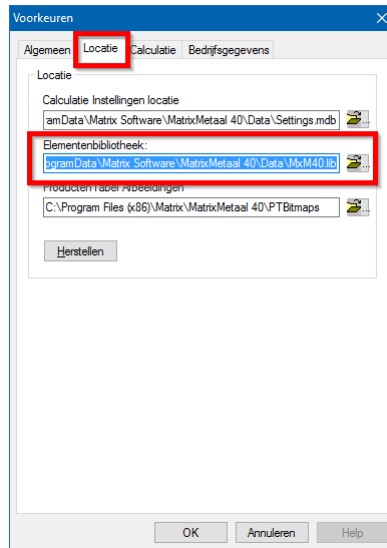 Voorkeuren
Algemeen Locatie Calculatie Bedrijfsgegevens
Locatie
Calculatie Instellingen locatie
amData\Matrix Software\MatrixMetaal 40\Data\Settings.mdb
Elementenbibliotheek:
ogramData\Matrix Software\MatrixMetaal 40\Data\MxM40.lib
Producten Tabel Afbeeldingen
C:\Program Files (x86)\Matrix\MatrixMetaal 40\PTBitmaps
Herstellen
OK Annuleren Help